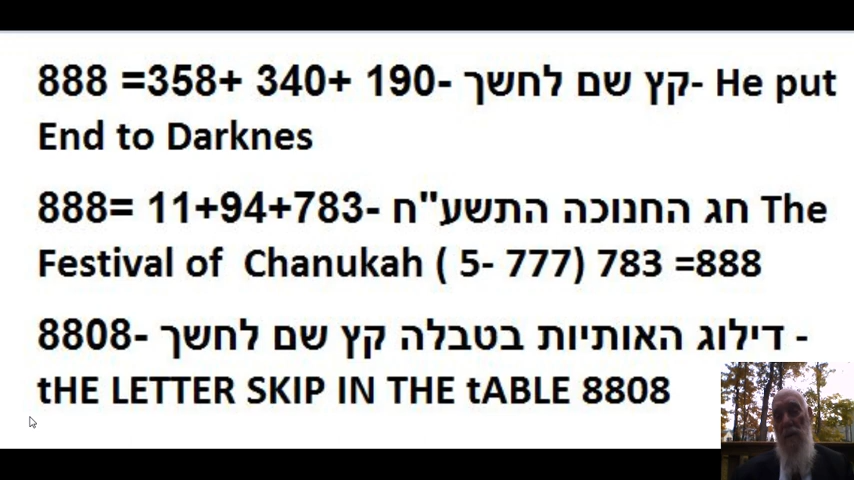 888 =358+ 340+ 190- קץ שם לחשך- He put
End to Darknes
888= 11+94+783- חג החנוכה התשע"ח The
Festival of Chanukah ( 5- 777) 783 =888
8808- דילוג האותיות בטבלה קץ שם לחשך -
tHE LETTER SKIP IN THE tABLE 8808